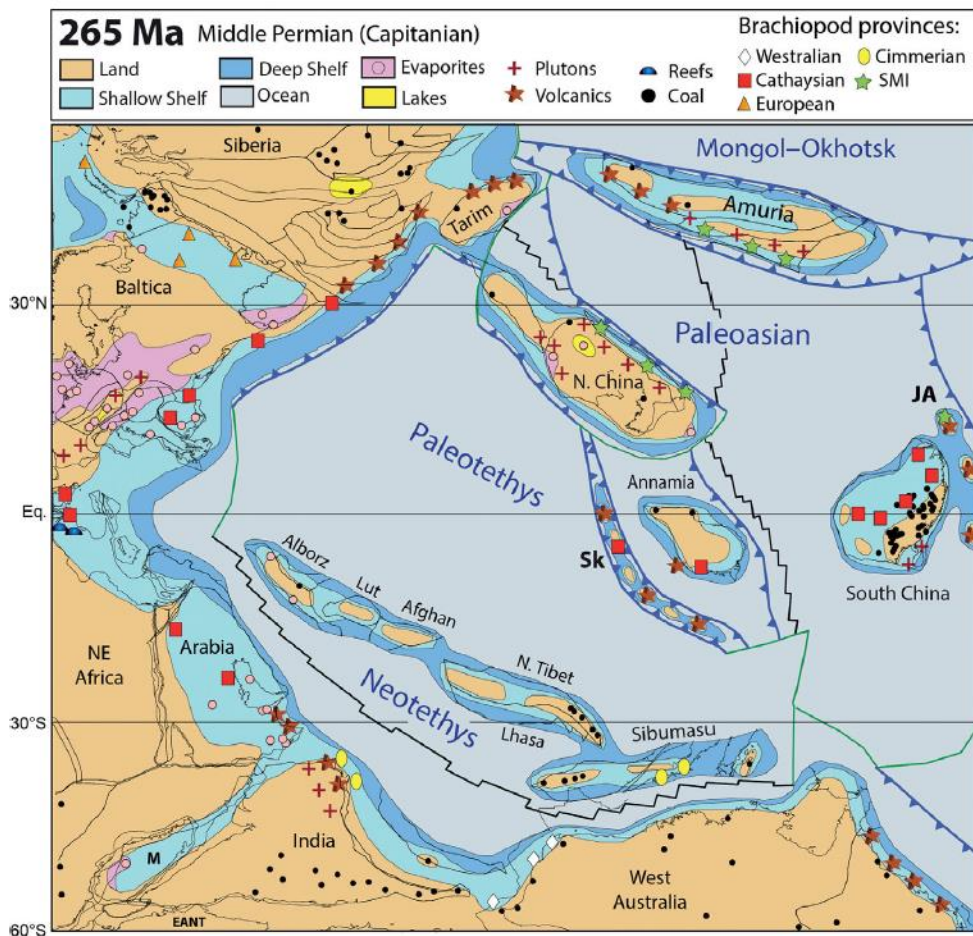 265 Ma Middle Permian (Capitanian)
Land
Deep Shelf
Evaporites
Plutons
Reefs
Shallow Shelf
Ocean
Lakes
Volcanics
Coal
Brachiopod provinces:
Westralian
Cimmerian
Cathaysian
SMI
European
Siberia
Mongol–Okhotsk
Tarim
Amuria
Baltica
30°N
Paleoasian
N. China
JA
Paleotethys
Annamia
Eq.
Sk
Alborz
Lut
Afghan
South China
NE
Africa
Arabia
N. Tibet
Neotethys
30°S
Lhasa
Sibumasu
India
M
West
Australia
EANT
60°S